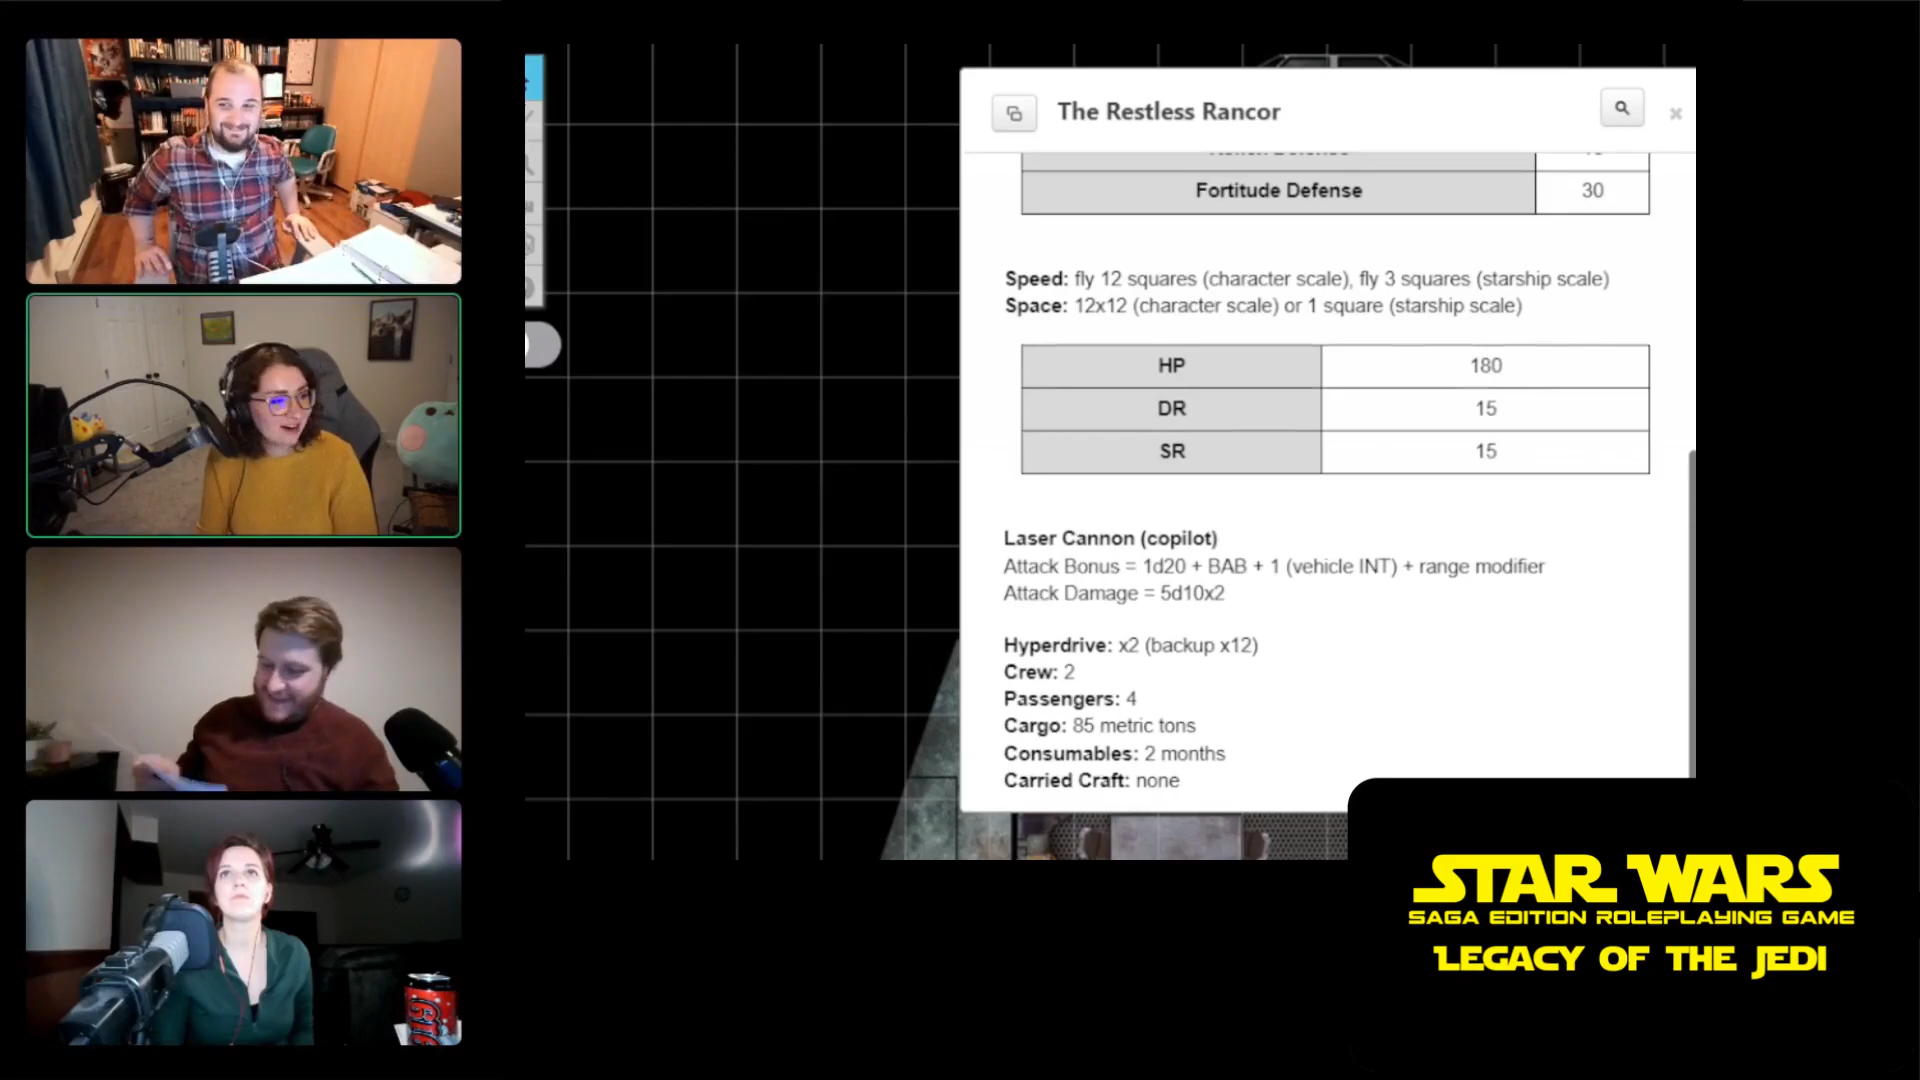 The Restless Rancor
Fortitude Defense 30
Speed: fly 12 squares (character scale), fly 3 squares (starship scale)
Space: 12x12 (character scale) or 1 square (starship scale)
HP 180
DR 15
SR 15
Laser Cannon (copilot)
Attack Bonus = 1d20 + BAB + 1 (vehicle INT) + range modifier
Attack Damage = 5d10x2
Hyperdrive: x2 (backup x12)
Crew: 2
Passengers: 4
Cargo: 85 metric tons
Consumables: 2 months
Carried Craft: none
STAR WARS
SAGA EDITION ROLEPLAYING GAME
LEGACY OF THE JEDI